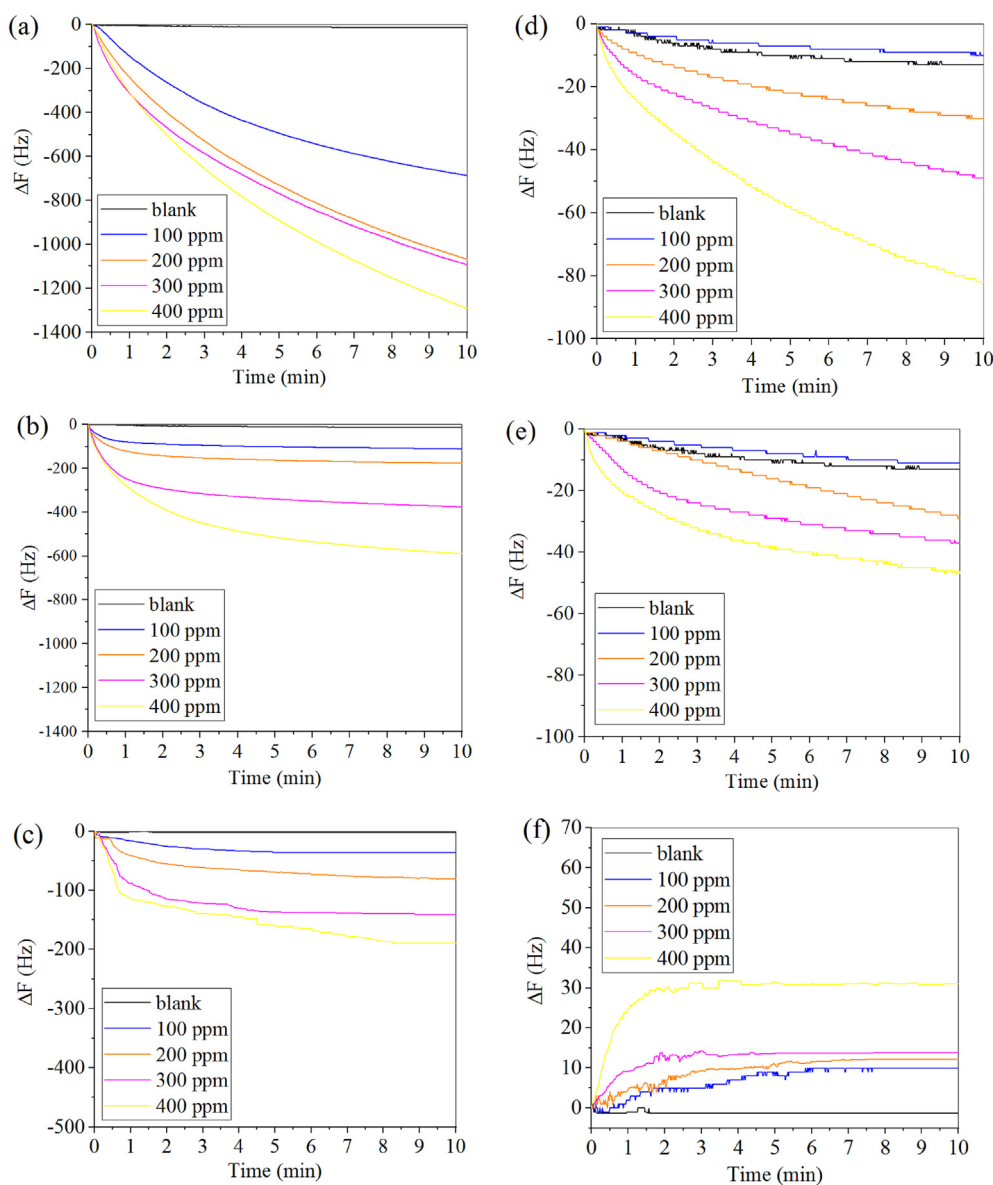 (a)
0
-200
-400
-600
-800
-1000
-1200
-1400
ΔF (Hz)
blank
100 ppm
200 ppm
300 ppm
400 ppm
0 1 2 3 4 5 6 7 8 9 10
Time (min)
(d)
0
-20
-40
-60
-80
-100
ΔF (Hz)
blank
100 ppm
200 ppm
300 ppm
400 ppm
0 1 2 3 4 5 6 7 8 9 10
Time (min)
(b)
0
-200
-400
-600
-800
-1000
-1200
-1400
ΔF (Hz)
blank
100 ppm
200 ppm
300 ppm
400 ppm
0 1 2 3 4 5 6 7 8 9 10
Time (min)
(e)
0
-20
-40
-60
-80
-100
ΔF (Hz)
blank
100 ppm
200 ppm
300 ppm
400 ppm
0 1 2 3 4 5 6 7 8 9 10
Time (min)
(c)
0
-100
-200
-300
-400
-500
ΔF (Hz)
blank
100 ppm
200 ppm
300 ppm
400 ppm
0 1 2 3 4 5 6 7 8 9 10
Time (min)
(f)
70
60
50
40
30
20
10
0
ΔF (Hz)
blank
100 ppm
200 ppm
300 ppm
400 ppm
0 1 2 3 4 5 6 7 8 9 10
Time (min)